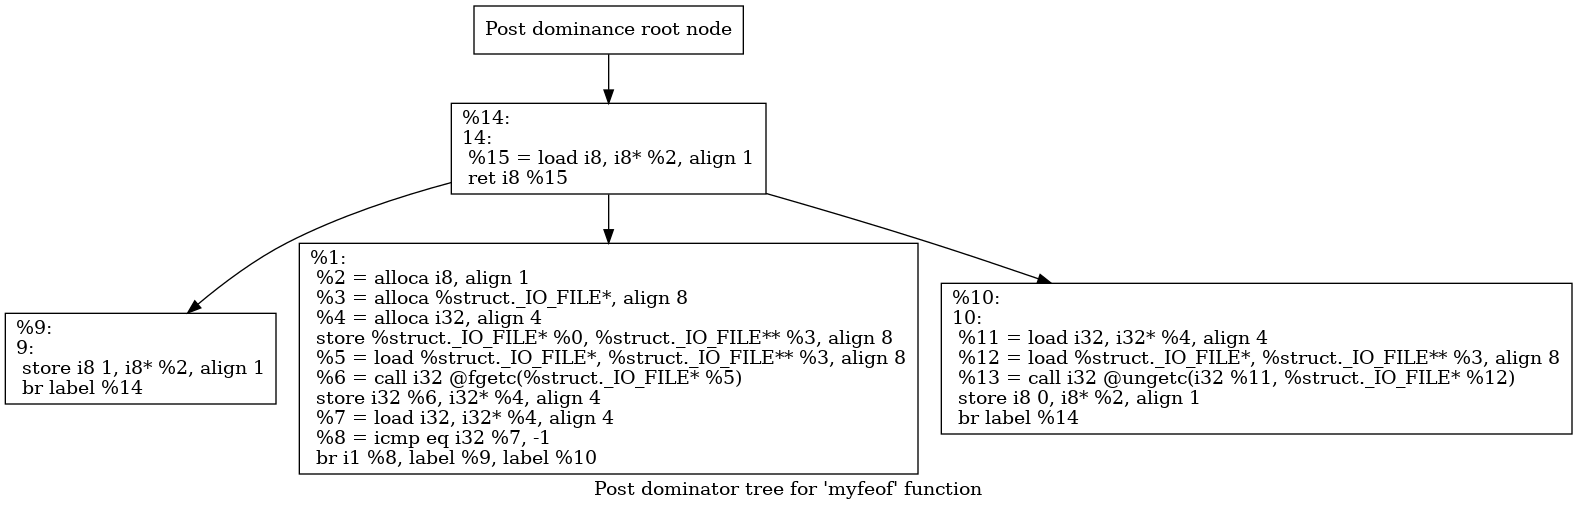 Post dominance root node
%14:
14:
%15 = load i8, i8* %2, align 1
ret i8 %15
%9:
9:
store i8 1, i8* %2, align 1
br label %14
%1:
%2 = alloca i8, align 1
%3 = alloca %struct._IO_FILE*, align 8
%4 = alloca i32, align 4
store %struct._IO_FILE* %0, %struct._IO_FILE** %3, align 8
%5 = load %struct._IO_FILE*, %struct._IO_FILE** %3, align 8
%6 = call i32 @fgetc(%struct._IO_FILE* %5)
store i32 %6, i32* %4, align 4
%7 = load i32, i32* %4, align 4
%8 = icmp eq i32 %7, -1
br i1 %8, label %9, label %10
%10:
10:
%11 = load i32, i32* %4, align 4
%12 = load %struct._IO_FILE*, %struct._IO_FILE** %3, align 8
%13 = call i32 @ungetc(i32 %11, %struct._IO_FILE* %12)
store i8 0, i8* %2, align 1
br label %14
Post dominator tree for 'myfeof' function